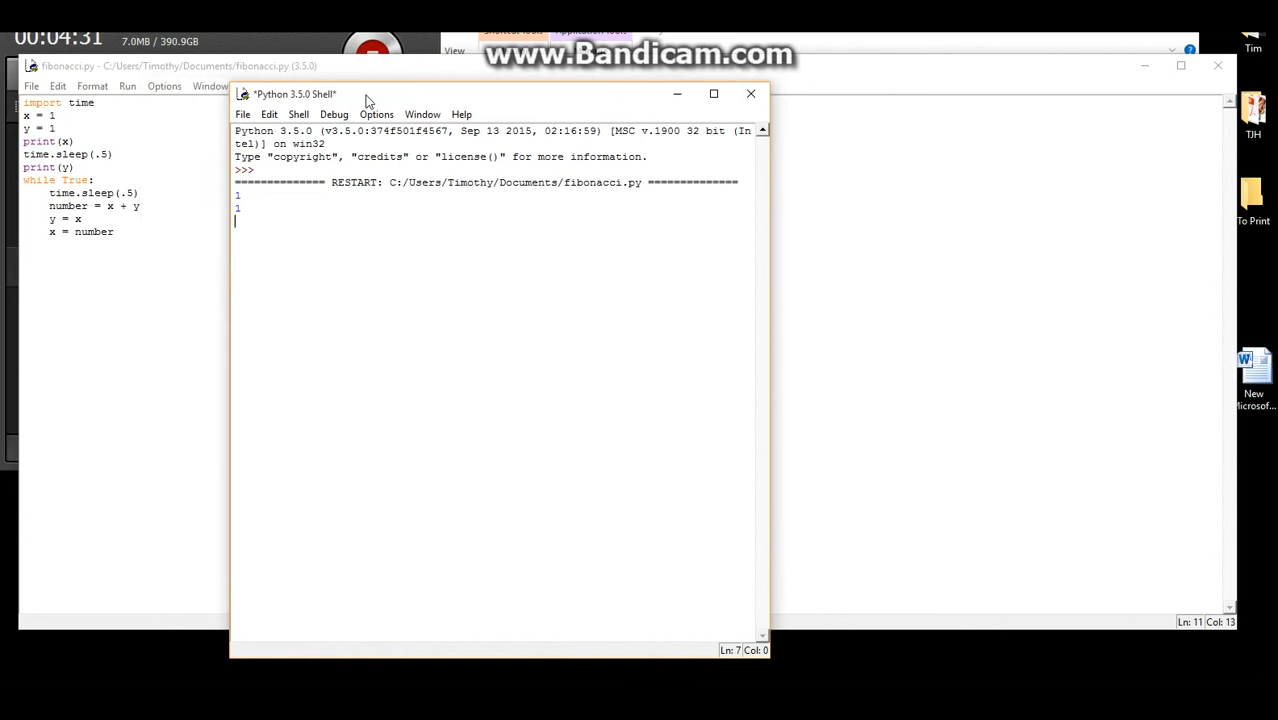 00:04:31
7.0MB / 390.9GB
www.Bandicam.com
View
Tim
fibonacci.py - C:/Users/Timothy/Documents/fibonacci.py (3.5.0)
File Edit Format Run Options Window
import time
x = 1
y = 1
print(x)
time.sleep(.5)
print(y)
while True:
time.sleep(.5)
number = x + y
y = x
x = number
*Python 3.5.0 Shell*
File Edit Shell Debug Options Window Help
Python 3.5.0 (v3.5.0:374f501f4567, Sep 13 2015, 02:16:59) [MSC v.1900 32 bit (In
tel)] on win32
Type "copyright", "credits" or "license()" for more information.
>>>
============== RESTART: C:/Users/Timothy/Documents/fibonacci.py ==============
1
1
Ln: 7 Col: 0
Ln: 11 Col: 13
TJH
To Print
New
Microsof...